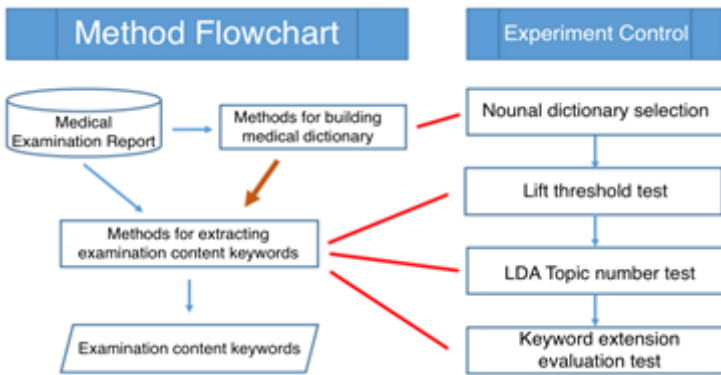 Method Flowchart
Experiment Control
Medical
Examination Report
Methods for building
medical dictionary
Nounal dictionary selection
Lift threshold test
Methods for extracting
examination content keywords
LDA Topic number test
Examination content keywords
Keyword extension
evaluation test